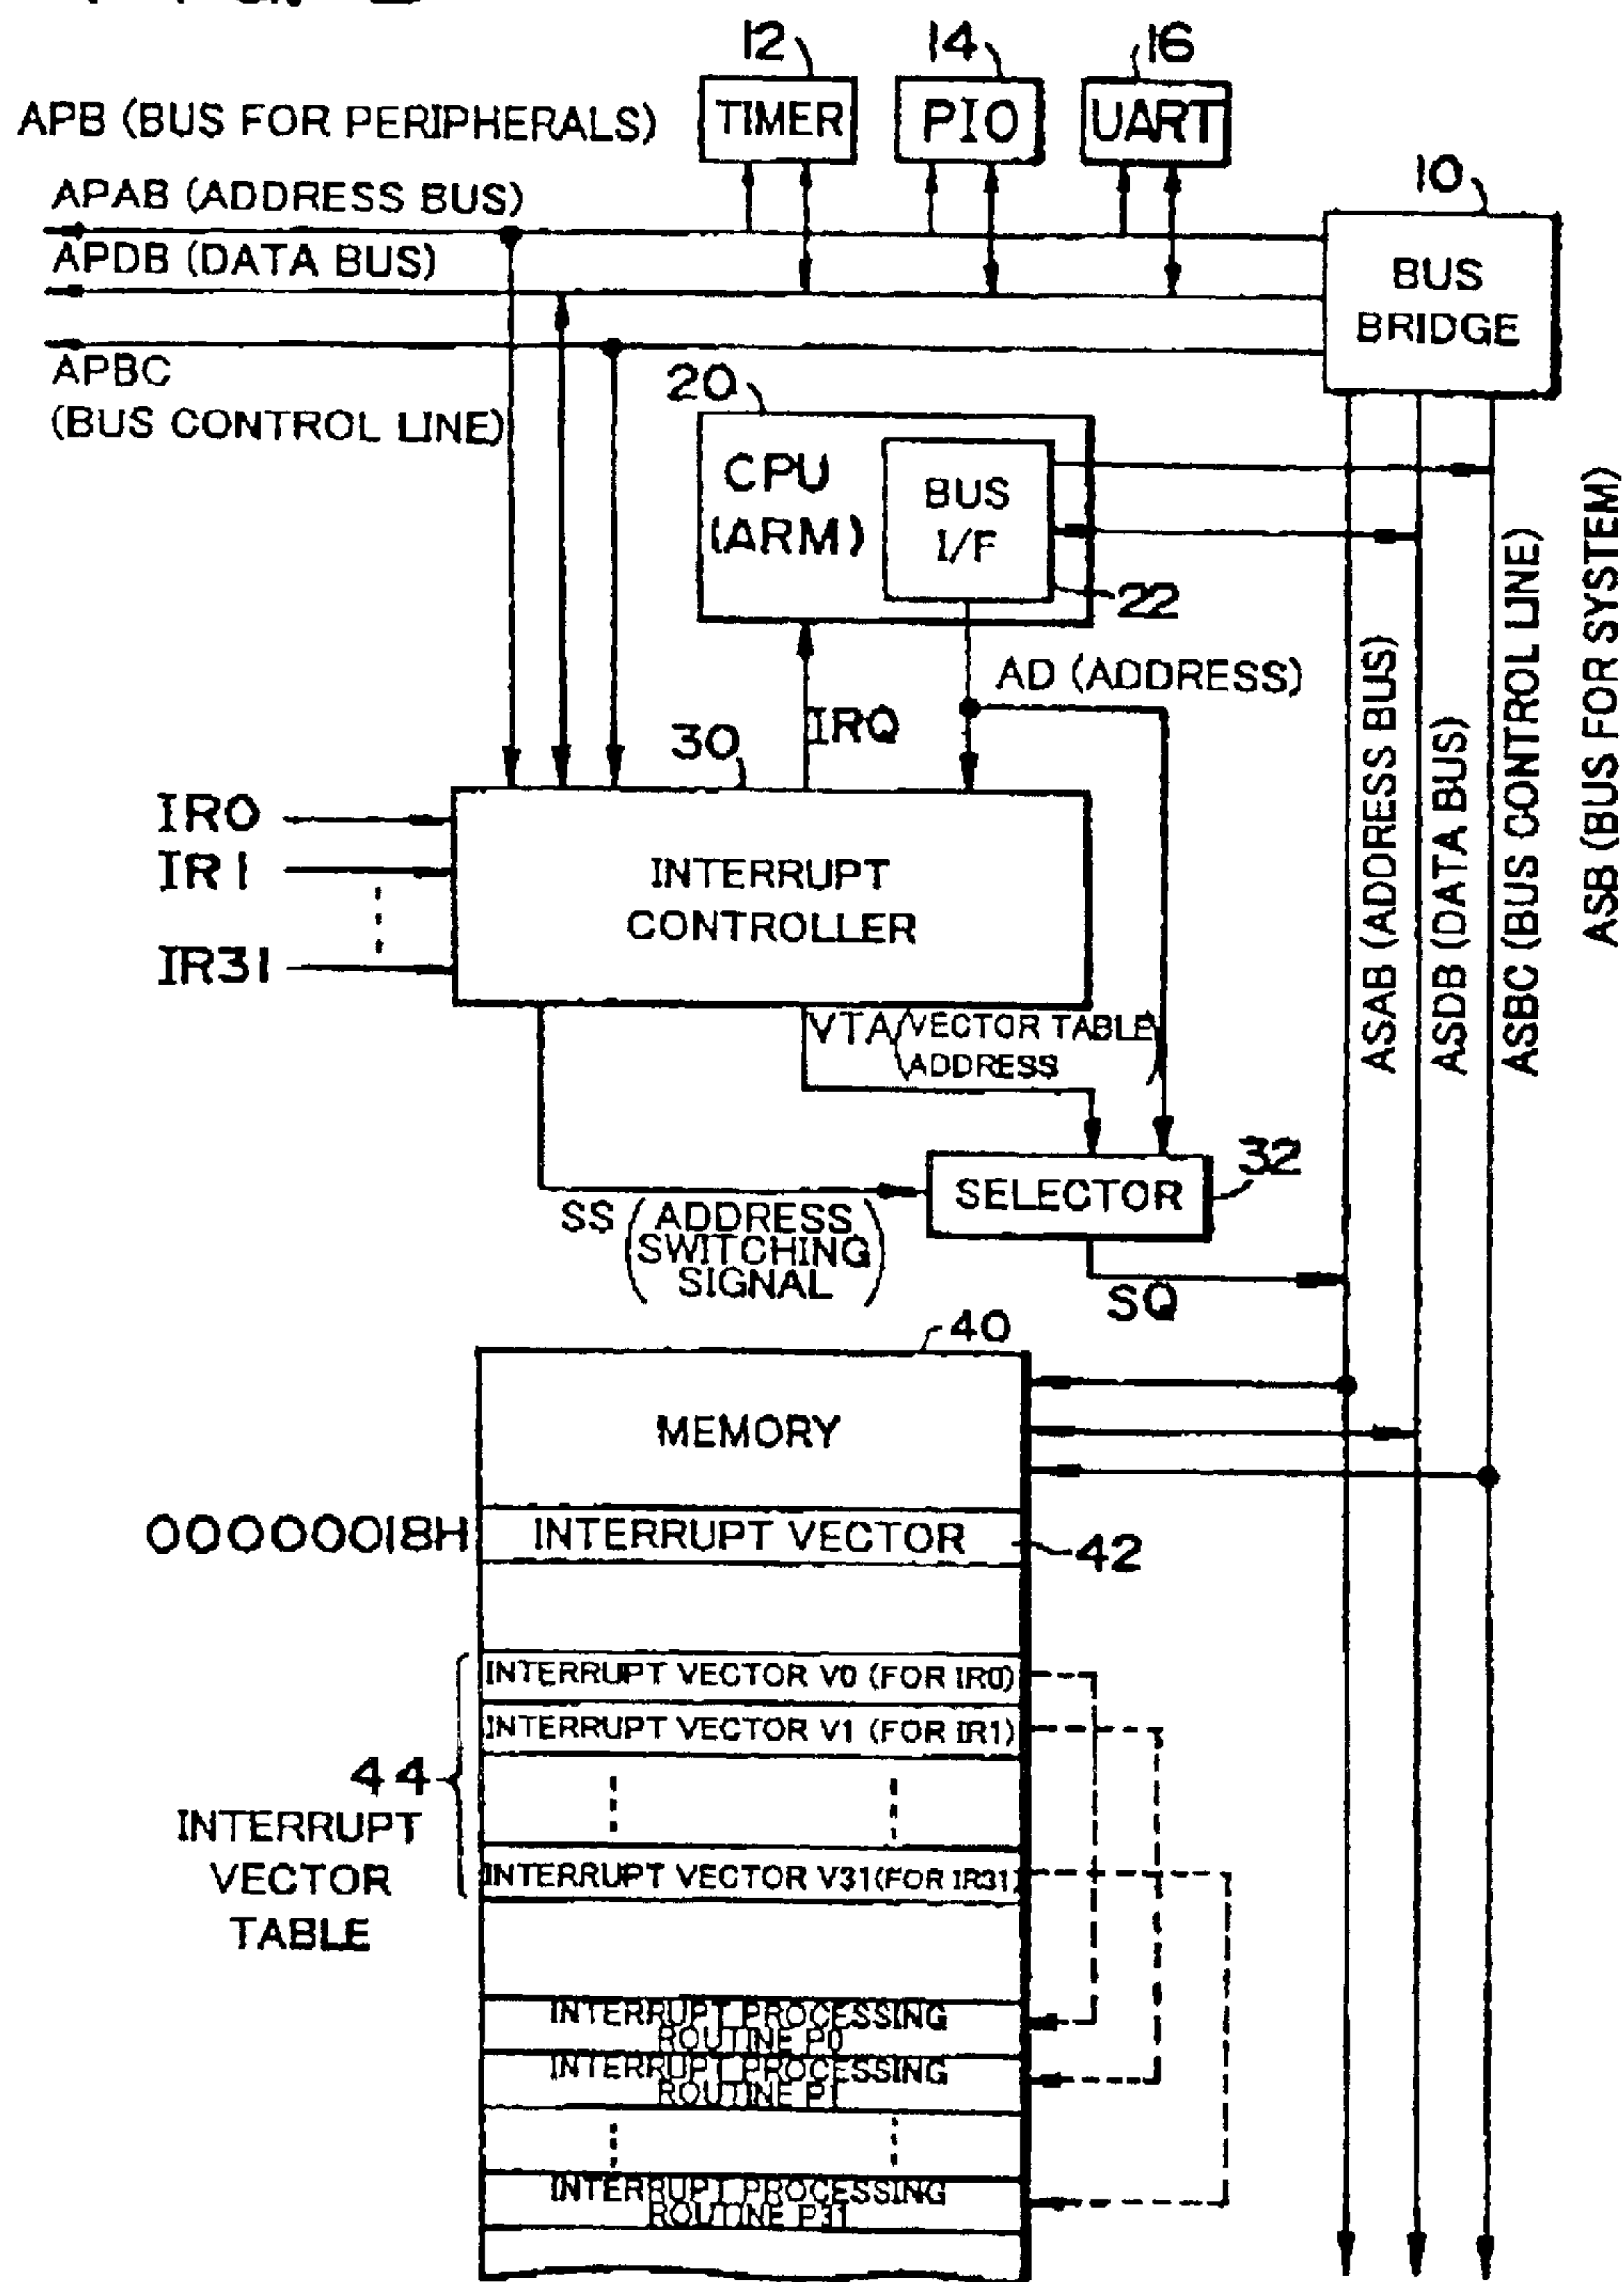 12
14
16
APB (BUS FOR PERIPHERALS)
TIMER
PIO
UART
10
APAB (ADDRESS BUS)
APDB (DATA BUS)
BUS
BRIDGE
APBC
(BUS CONTROL LINE)
20
CPU
(ARM)
BUS
I/F
22
AD (ADDRESS)
IRQ
30
ASAB (ADDRESS BUS)
ASDB (DATA BUS)
ASBC (BUS CONTROL LINE)
ASB (BUS FOR SYSTEM)
IR0
IR1
IR31
INTERRUPT
CONTROLLER
VTA (VECTOR TABLE
ADDRESS)
SELECTOR
32
SS (ADDRESS
SWITCHING
SIGNAL)
SQ
40
MEMORY
00000018H
INTERRUPT VECTOR
42
INTERRUPT VECTOR V0 (FOR IR0)
INTERRUPT VECTOR V1 (FOR IR1)
44
INTERRUPT
VECTOR
TABLE
INTERRUPT VECTOR V31(FOR IR31)
INTERRUPT PROCESSING
ROUTINE P0
INTERRUPT PROCESSING
ROUTINE P1
INTERRUPT PROCESSING
ROUTINE P31